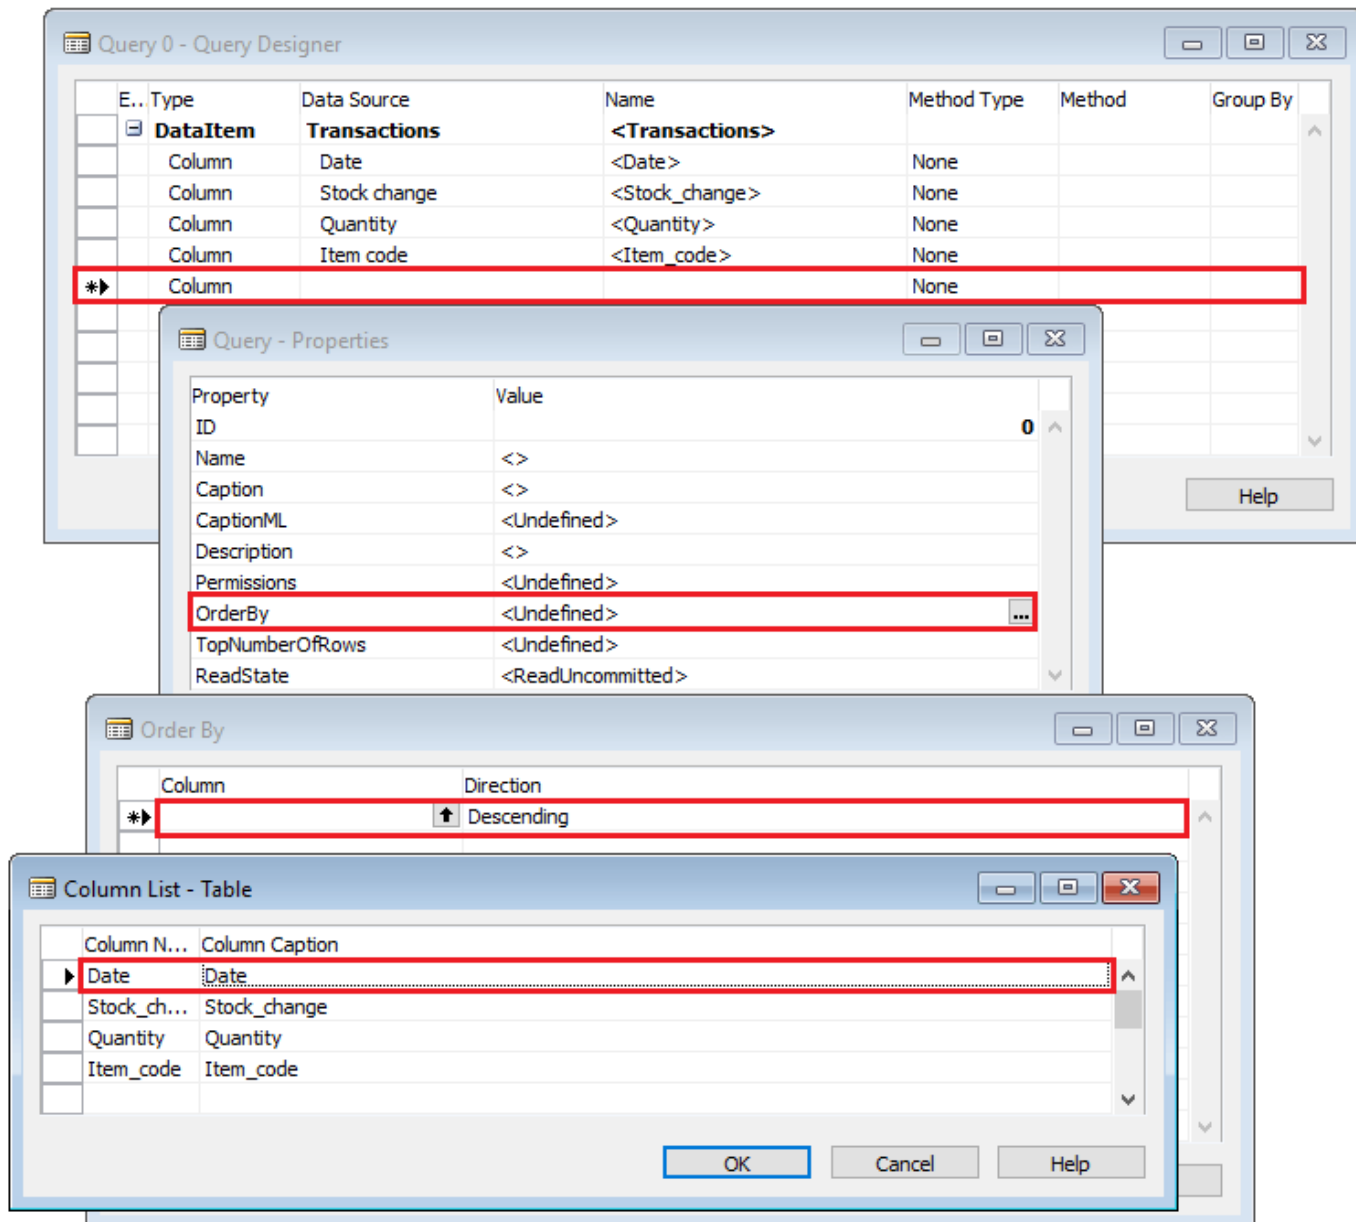 Query 0 - Query Designer
E... Type Data Source Name Method Type Method Group By
DataItem Transactions <Transactions>
Column Date <Date> None
Column Stock change <Stock_change> None
Column Quantity <Quantity> None
Column Item code <Item_code> None
Column None
Query - Properties
Property Value
ID 0
Name <>
Caption <>
CaptionML <Undefined>
Description <>
Permissions <Undefined>
OrderBy <Undefined> ...
TopNumberOfRows <Undefined>
ReadState <ReadUncommitted>
Help
Order By
Column Direction
Descending
Column List - Table
Column N... Column Caption
Date Date
Stock_ch... Stock_change
Quantity Quantity
Item_code Item_code
OK Cancel Help